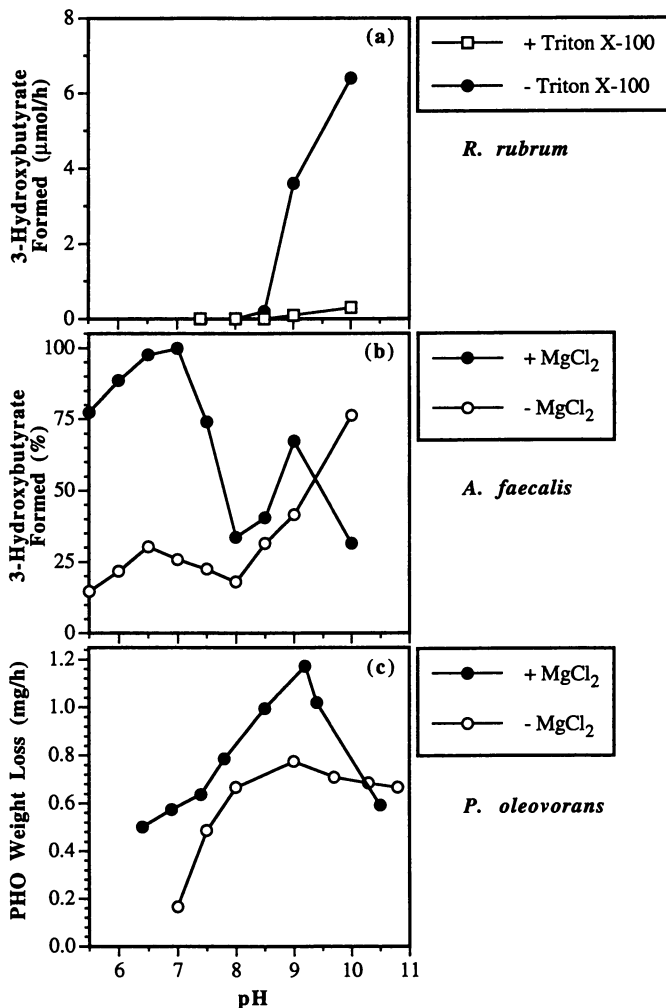 (a)
8
6
4
2
0
3-Hydroxybutyrate
Formed (μmol/h)
+ Triton X-100
- Triton X-100
R. rubrum
(b)
100
75
50
25
0
3-Hydroxybutyrate
Formed (%)
+ MgCl2
- MgCl2
A. faecalis
(c)
1.2
1.0
0.8
0.6
0.4
0.2
0.0
PHO Weight Loss (mg/h)
+ MgCl2
- MgCl2
P. oleovorans
6 7 8 9 10 11
pH